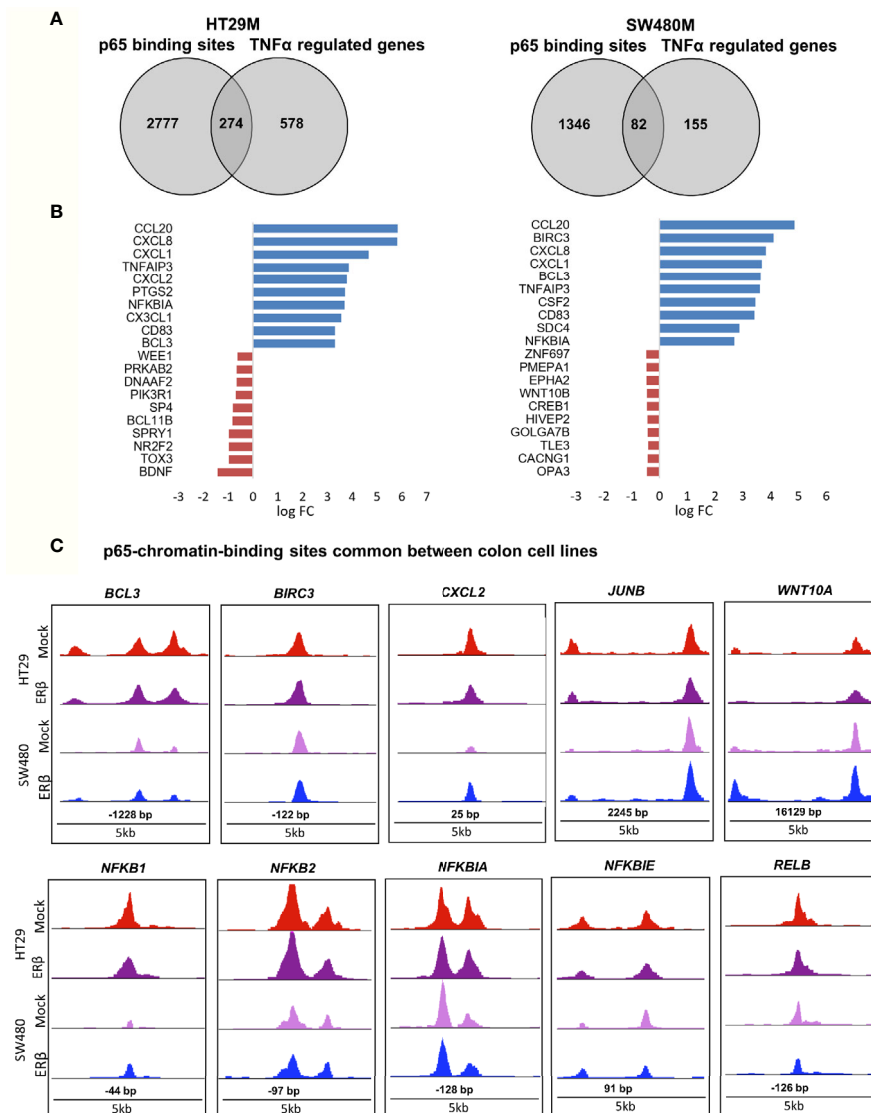 A
HT29M
p65 binding sites TNFα regulated genes
2777 274 578
SW480M
p65 binding sites TNFα regulated genes
1346 82 155
B
CCL20
CXCL8
CXCL1
TNFAIP3
CXCL2
PTGS2
NFKBIA
CX3CL1
CD83
BCL3
WEE1
PRKAB2
DNAAF2
PIK3R1
SP4
BCL11B
SPRY1
NR2F2
TOX3
BDNF
-3 -2 -1 0 1 2 3 4 5 6 7
log FC
CCL20
BIRC3
CXCL8
CXCL1
BCL3
TNFAIP3
CSF2
CD83
SDC4
NFKBIA
ZNF697
PMEPA1
EPHA2
WNT10B
CREB1
HIVEP2
GOLGA7B
TLE3
CACNG1
OPA3
-3 -2 -1 0 1 2 3 4 5 6
log FC
C p65-chromatin-binding sites common between colon cell lines
BCL3 BIRC3 CXCL2 JUNB WNT10A
HT29
Mock
ERβ
SW480
Mock
ERβ
-1228 bp -122 bp 25 bp 2245 bp 16129 bp
5kb 5kb 5kb 5kb 5kb
NFKB1 NFKB2 NFKBIA NFKBIE RELB
HT29
Mock
ERβ
SW480
Mock
ERβ
-44 bp -97 bp -128 bp 91 bp -126 bp
5kb 5kb 5kb 5kb 5kb